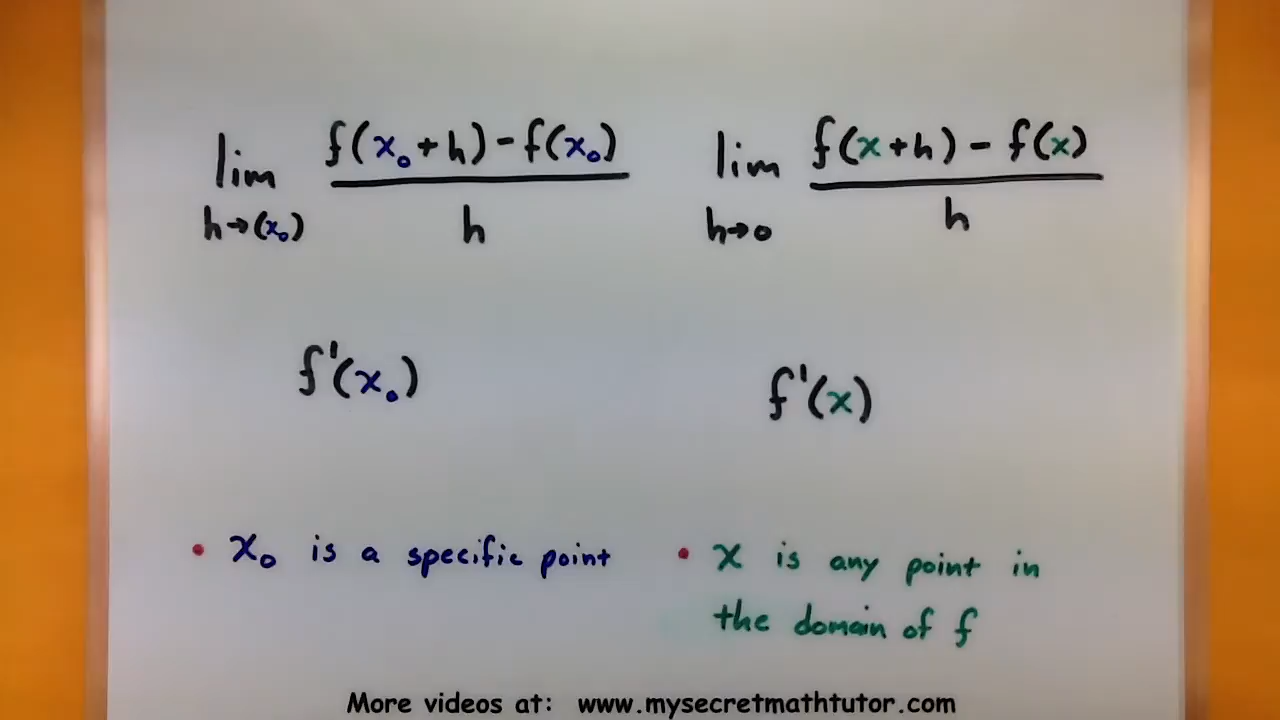 lim h→(x₀) f(x₀+h)-f(x₀) / h
lim h→0 f(x+h)-f(x) / h
f'(x₀)
f'(x)
• x₀ is a specific point
• x is any point in
the domain of f
More videos at: www.mysecretmathtutor.com